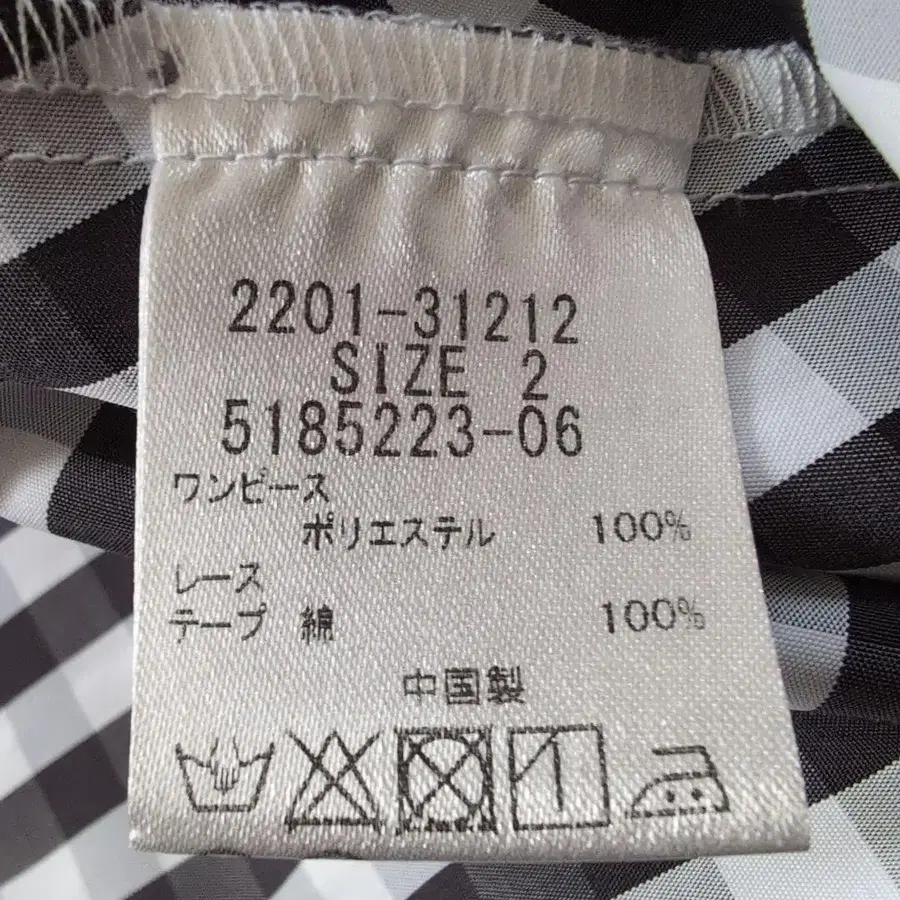 2201-31212
SIZE 2
5185223-06
ワンピース
ポリエステル 100%
レース
テープ 綿 100%
中国製